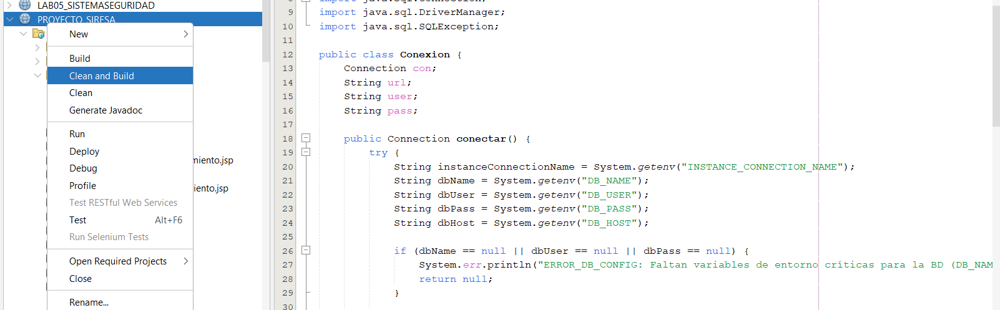 LAB05_SISTEMASEGURIDAD
PROYECTO_SIRESA
New
Build
Clean and Build
Clean
Generate Javadoc
Run
Deploy
Debug
Profile
Test RESTful Web Services
Test Alt+F6
Run Selenium Tests
Open Required Projects
Close
Rename...
miento.jsp
iento.jsp
9 import java.sql.DriverManager;
10 import java.sql.SQLException;
11
12 public class Conexion {
13 Connection con;
14 String url;
15 String user;
16 String pass;
17
18 public Connection conectar() {
19 try {
20 String instanceConnectionName = System.getenv("INSTANCE_CONNECTION_NAME");
21 String dbName = System.getenv("DB_NAME");
22 String dbUser = System.getenv("DB_USER");
23 String dbPass = System.getenv("DB_PASS");
24 String dbHost = System.getenv("DB_HOST");
25
26 if (dbName == null || dbUser == null || dbPass == null) {
27 System.err.println("ERROR_DB_CONFIG: Faltan variables de entorno críticas para la BD (DB_NAM
28 return null;
29 }
30